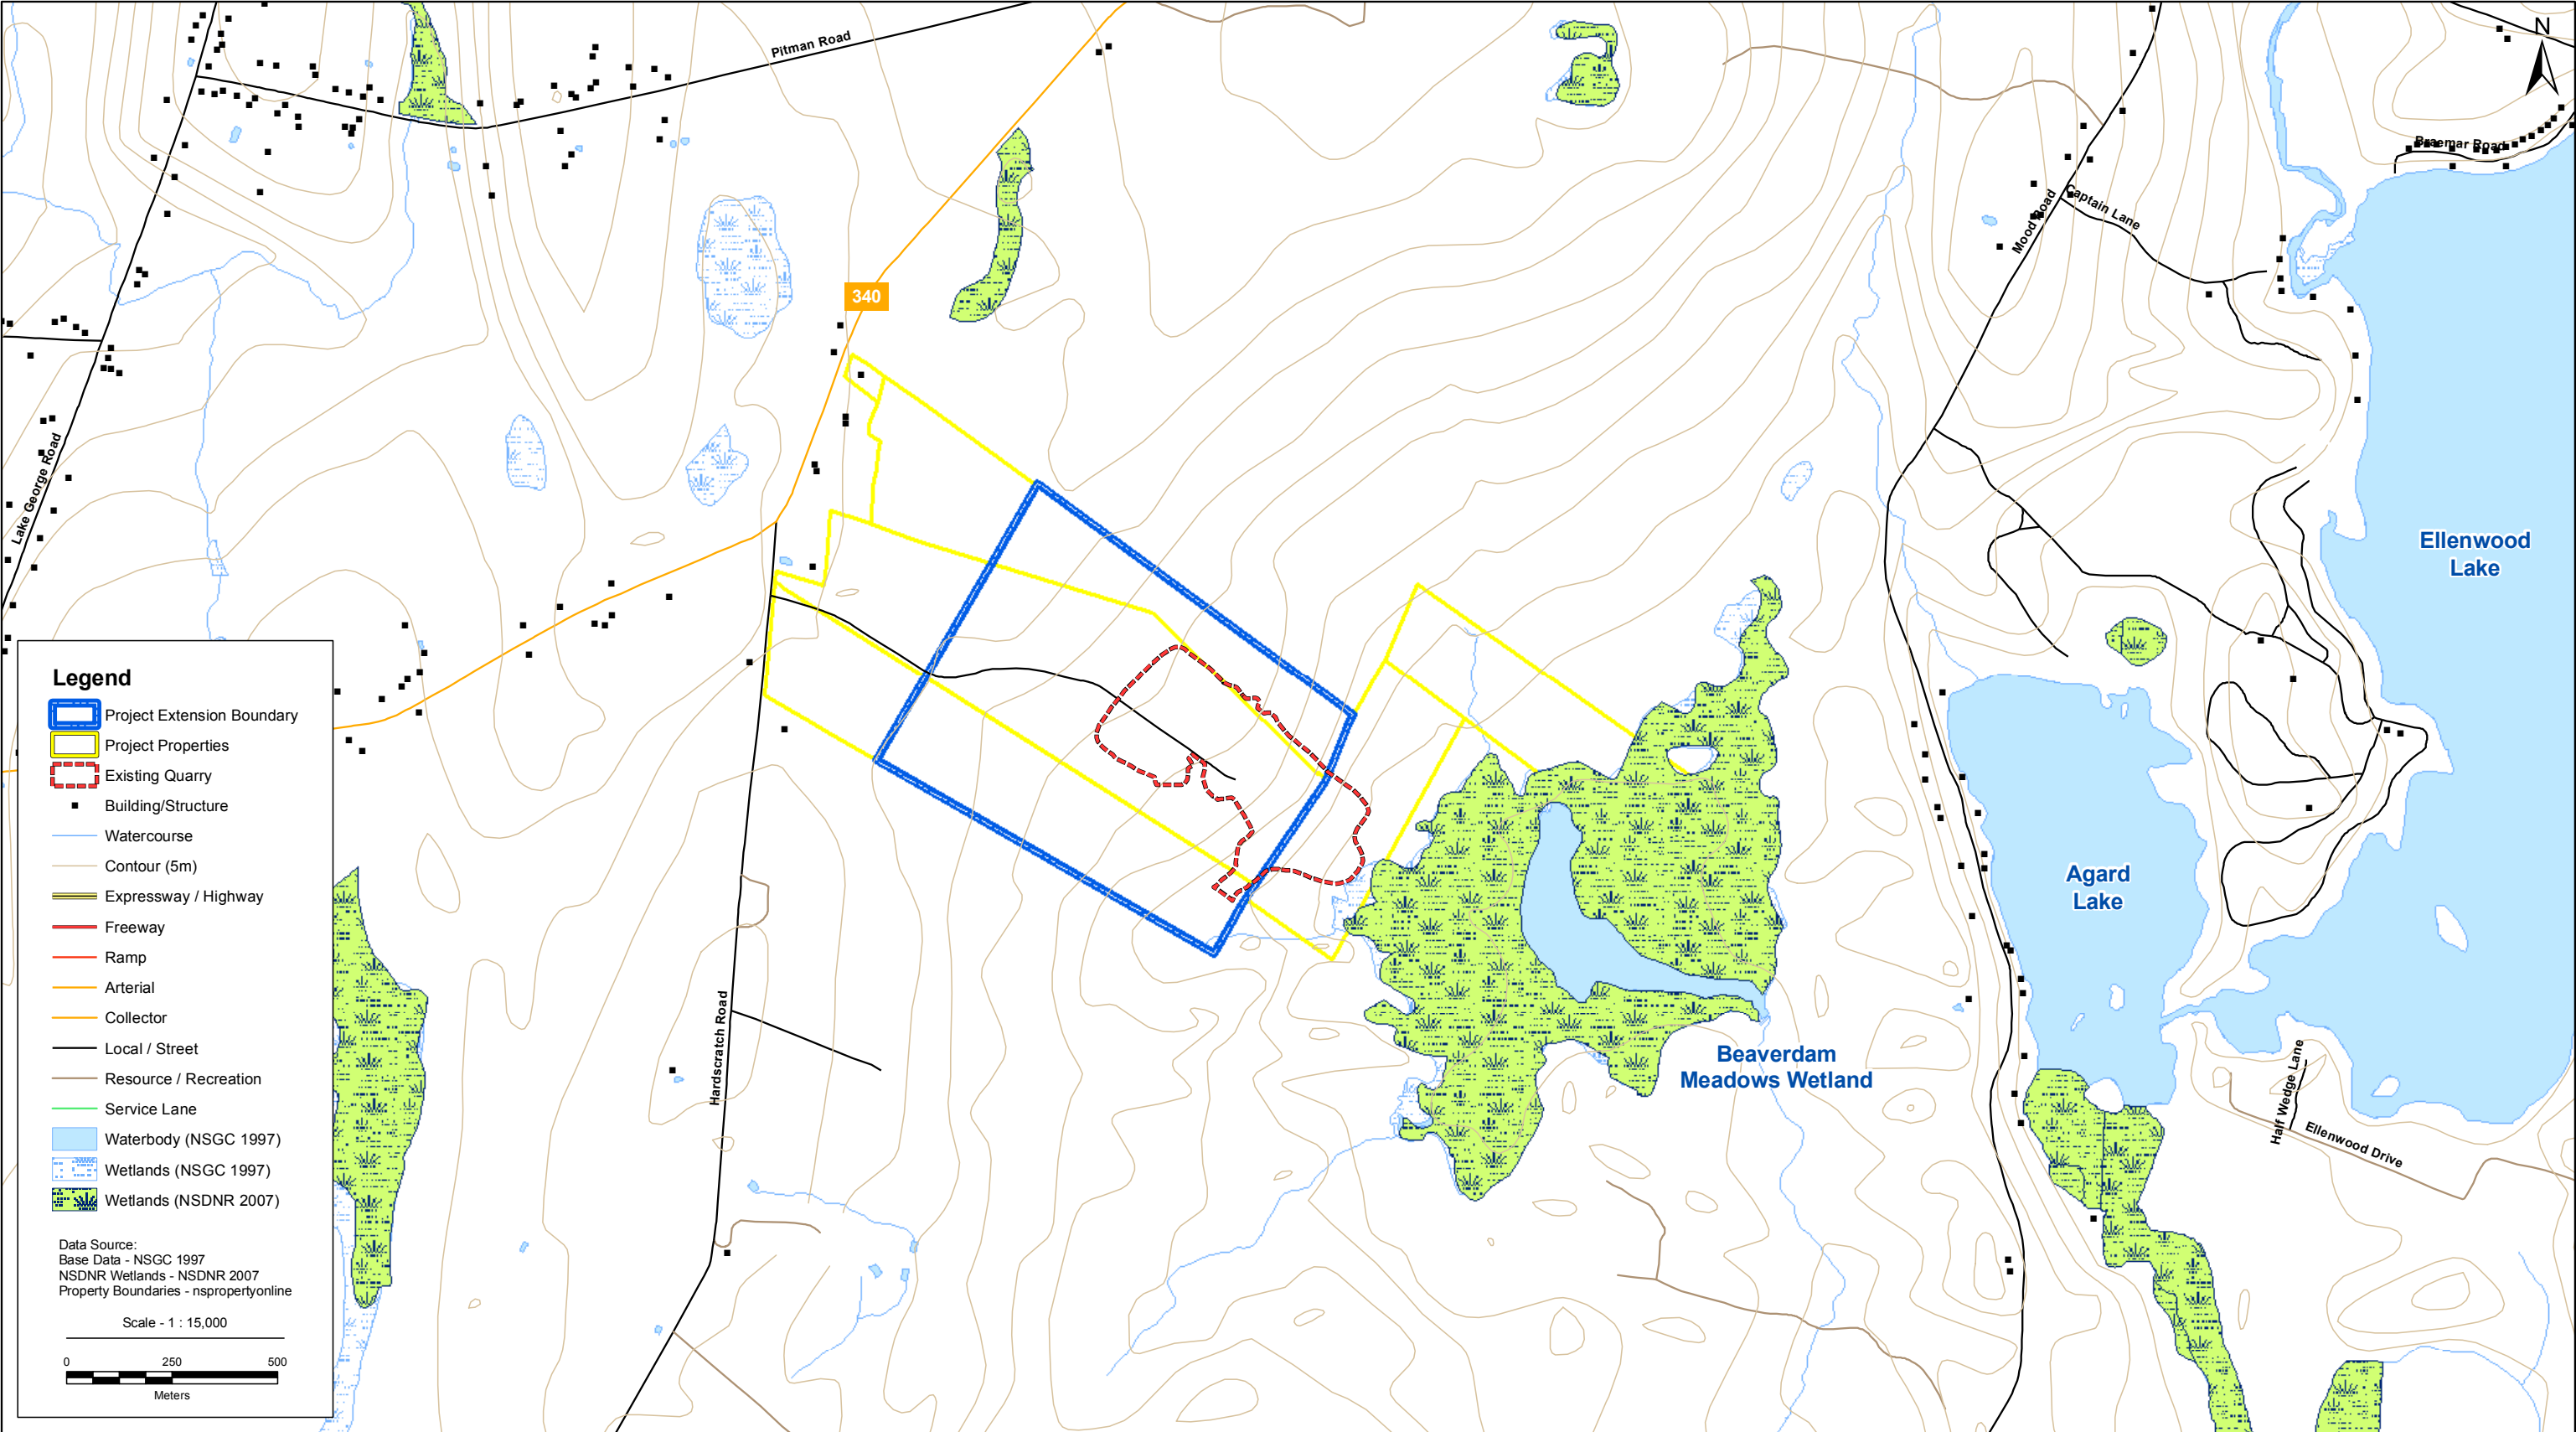 Pitman Road
N
Braemar Road
Captain Lane
Mood Road
340
Lake George Road
Ellenwood
Lake
Agard
Lake
Beaverdam
Meadows Wetland
Hardscratch Road
Half Wedge Lane
Ellenwood Drive
Legend
Project Extension Boundary
Project Properties
Existing Quarry
Building/Structure
Watercourse
Contour (5m)
Expressway / Highway
Freeway
Ramp
Arterial
Collector
Local / Street
Resource / Recreation
Service Lane
Waterbody (NSGC 1997)
Wetlands (NSGC 1997)
Wetlands (NSDNR 2007)
Data Source:
Base Data - NSGC 1997
NSDNR Wetlands - NSDNR 2007
Property Boundaries - nspropertyonline
Scale - 1 : 15,000
0 250 500
Meters